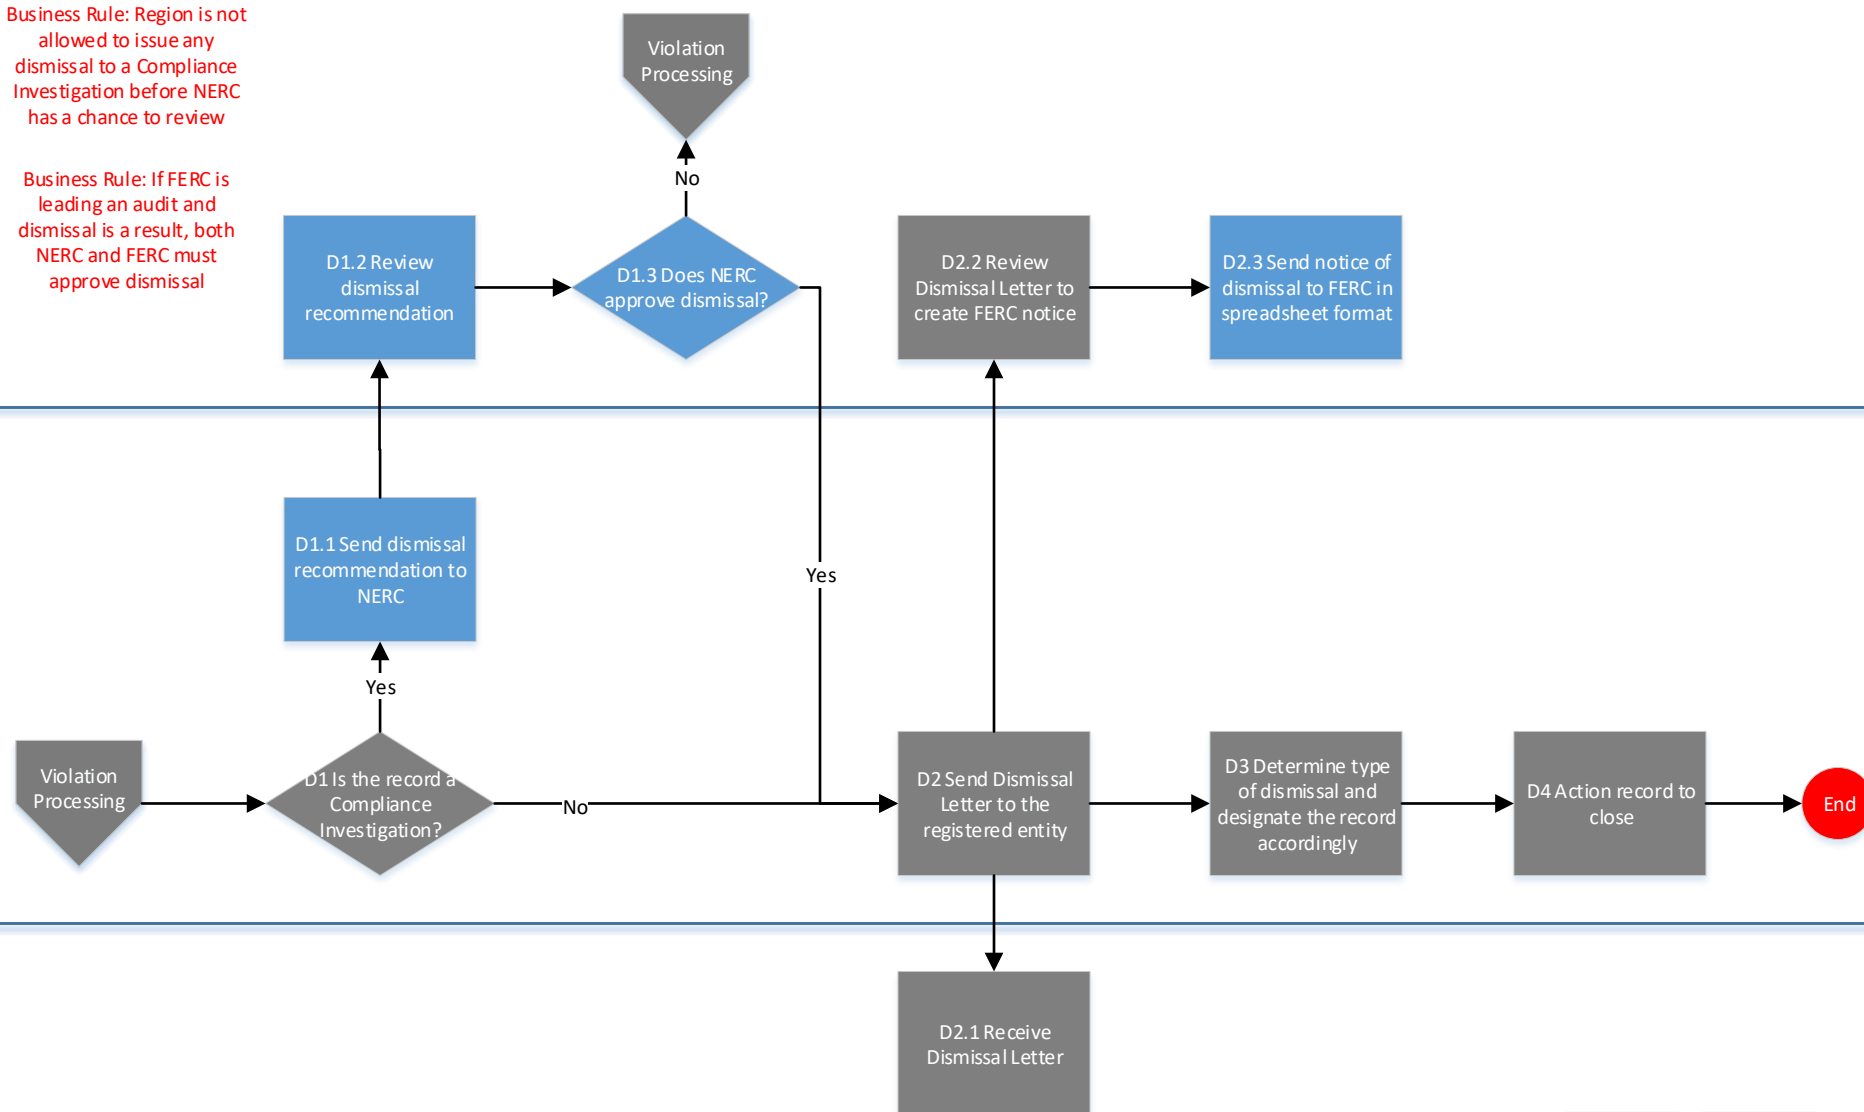 Business Rule: Region is not
allowed to issue any
dismissal to a Compliance
Investigation before NERC
has a chance to review
Business Rule: If FERC is
leading an audit and
dismissal is a result, both
NERC and FERC must
approve dismissal
Violation
Processing
No
D1.2 Review
dismissal
recommendation
D1.3 Does NERC
approve dismissal?
D2.2 Review
Dismissal Letter to
create FERC notice
D2.3 Send notice of
dismissal to FERC in
spreadsheet format
D1.1 Send dismissal
recommendation to
NERC
Yes
Yes
Violation
Processing
D1 Is the record a
Compliance
Investigation?
No
D2 Send Dismissal
Letter to the
registered entity
D3 Determine type
of dismissal and
designate the record
accordingly
D4 Action record to
close
End
D2.1 Receive
Dismissal Letter